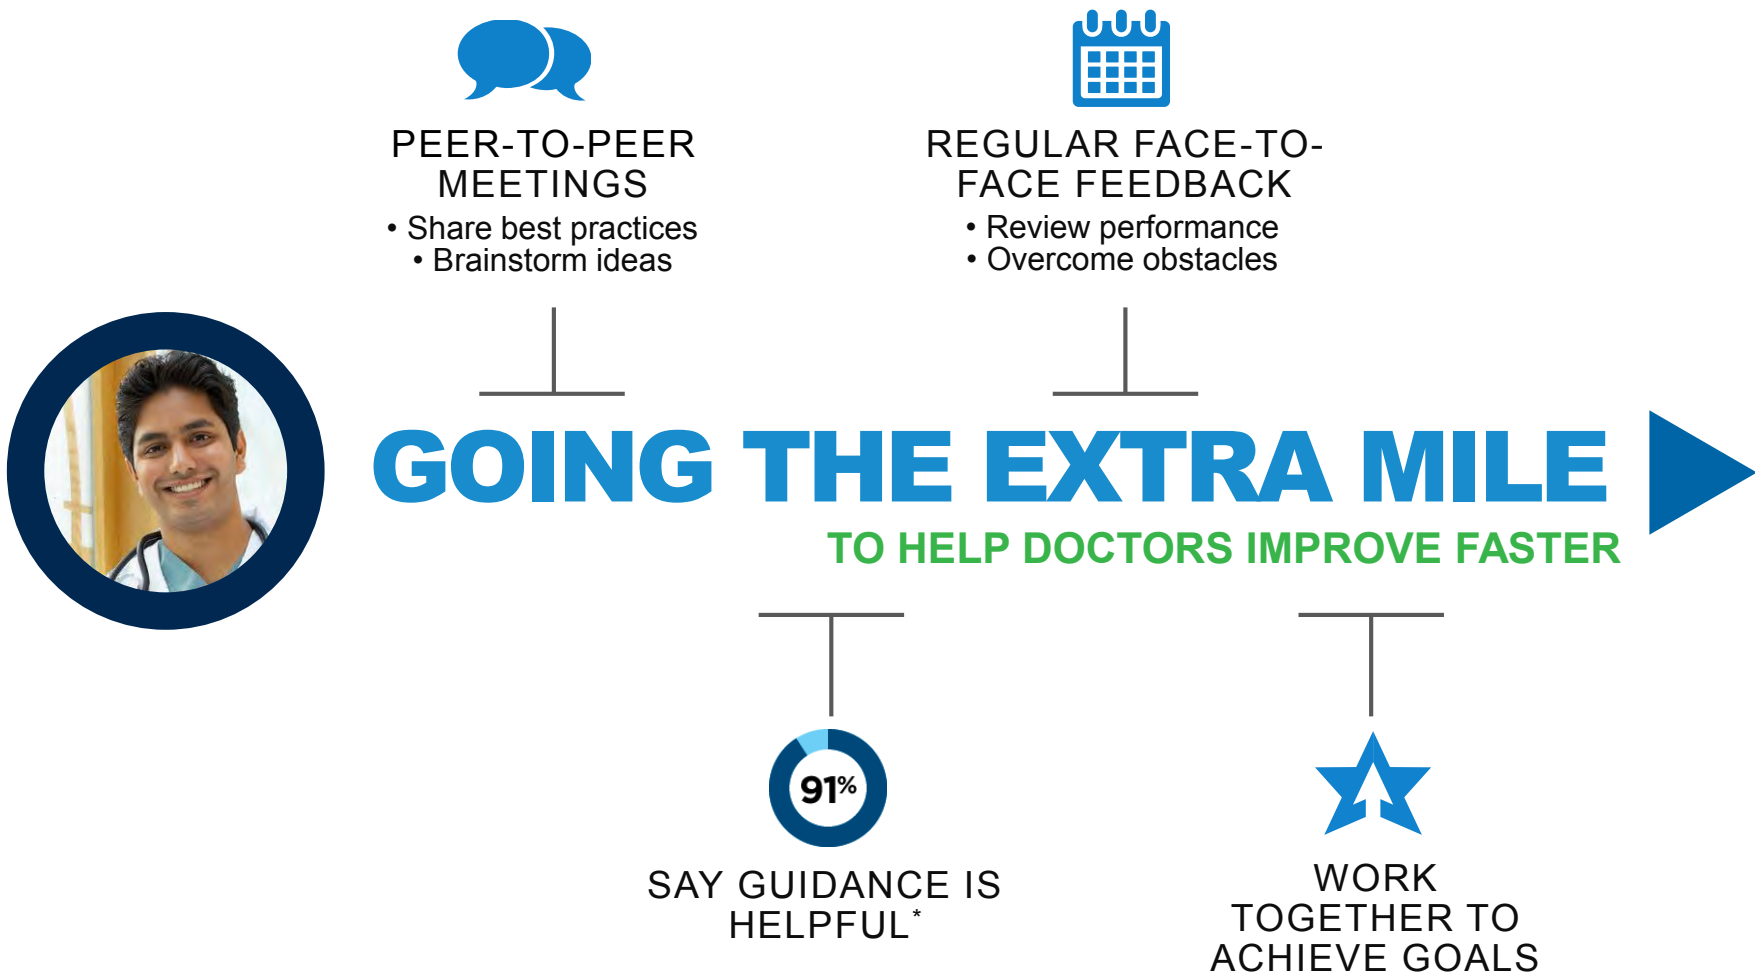 PEER-TO-PEER
MEETINGS
• Share best practices
• Brainstorm ideas
REGULAR FACE-TO-
FACE FEEDBACK
• Review performance
• Overcome obstacles
GOING THE EXTRA MILE
TO HELP DOCTORS IMPROVE FASTER
91%
SAY GUIDANCE IS
HELPFUL*
WORK
TOGETHER TO
ACHIEVE GOALS